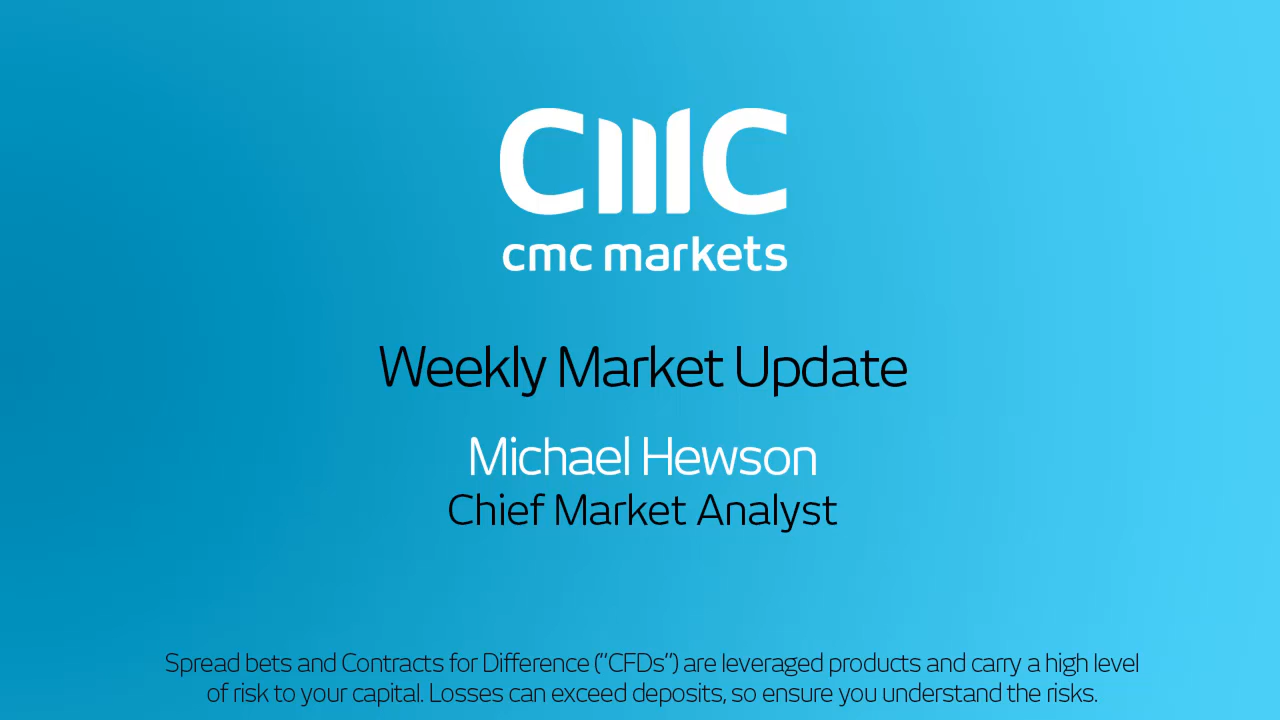 CMC
cmc markets
Weekly Market Update
Michael Hewson
Chief Market Analyst
Spread bets and Contracts for Difference (”CFDs”) are leveraged products and carry a high level
of risk to your capital. Losses can exceed deposits, so ensure you understand the risks.